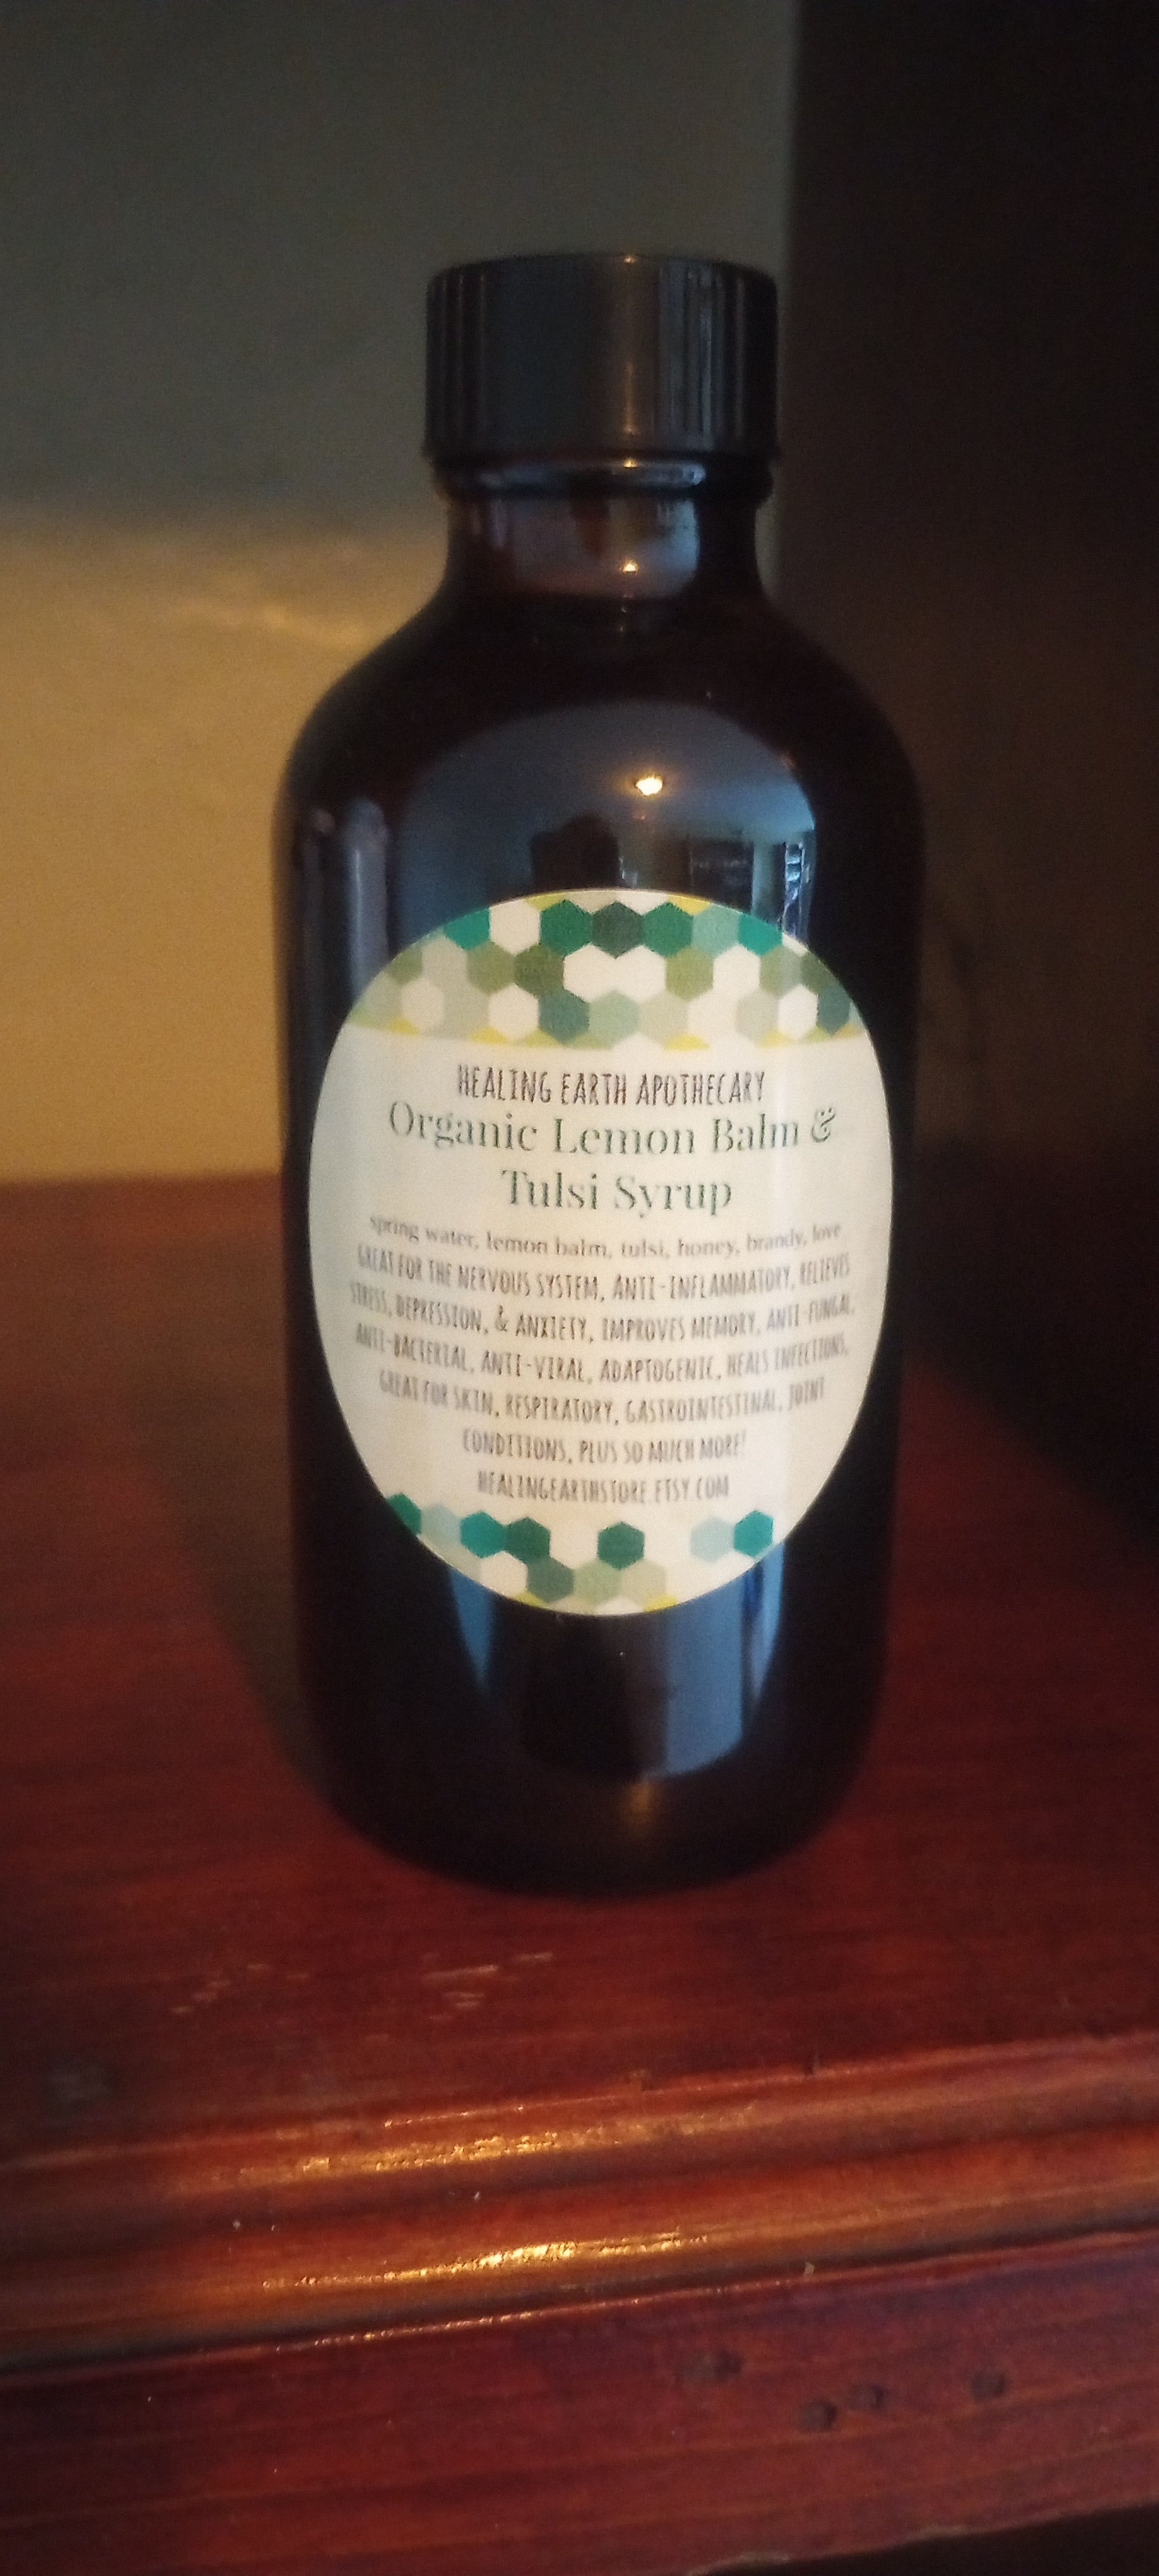 HEALING EARTH APOTHECARY
Organic Lemon Balm &
Tulsi Syrup
spring water, lemon balm, tulsi, honey, brandy, love
GREAT FOR THE NERVOUS SYSTEM, ANTI-INFLAMMATORY, RELIEVES
STRESS, DEPRESSION, & ANXIETY, IMPROVES MEMORY, ANTI-FUNGAL,
ANTI-BACTERIAL, ANTI-VIRAL, ADAPTOGENIC, HEALS INFECTIONS,
GREAT FOR SKIN, RESPIRATORY, GASTROINTESTINAL, JOINT
CONDITIONS, PLUS SO MUCH MORE!
HEALINGEARTHSTORE.ETSY.COM